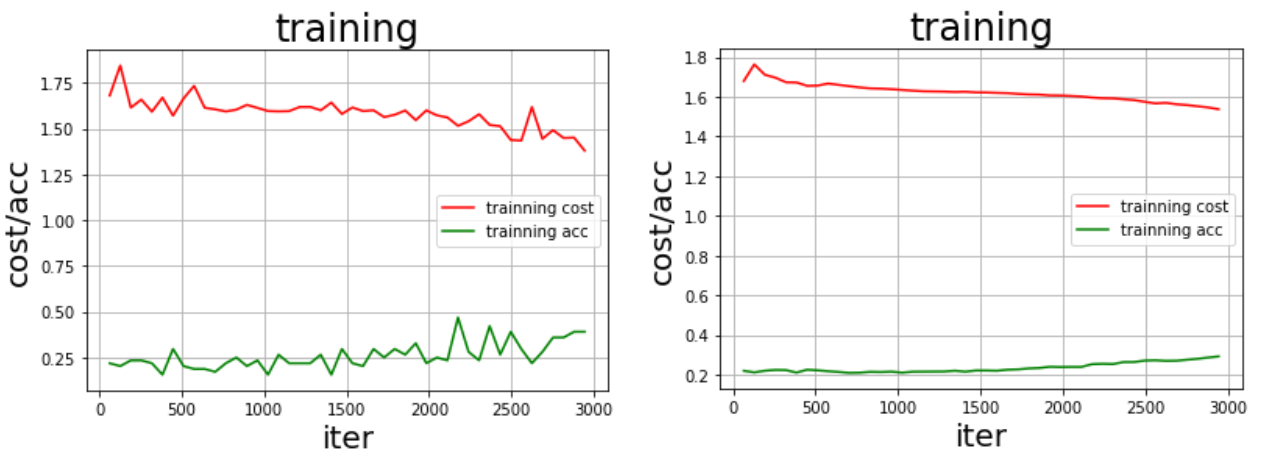 training
cost/acc
1.75
1.50
1.25
1.00
0.75
0.50
0.25
trainning cost
trainning acc
0 500 1000 1500 2000 2500 3000
iter
training
cost/acc
1.8
1.6
1.4
1.2
1.0
0.8
0.6
0.4
0.2
trainning cost
trainning acc
0 500 1000 1500 2000 2500 3000
iter